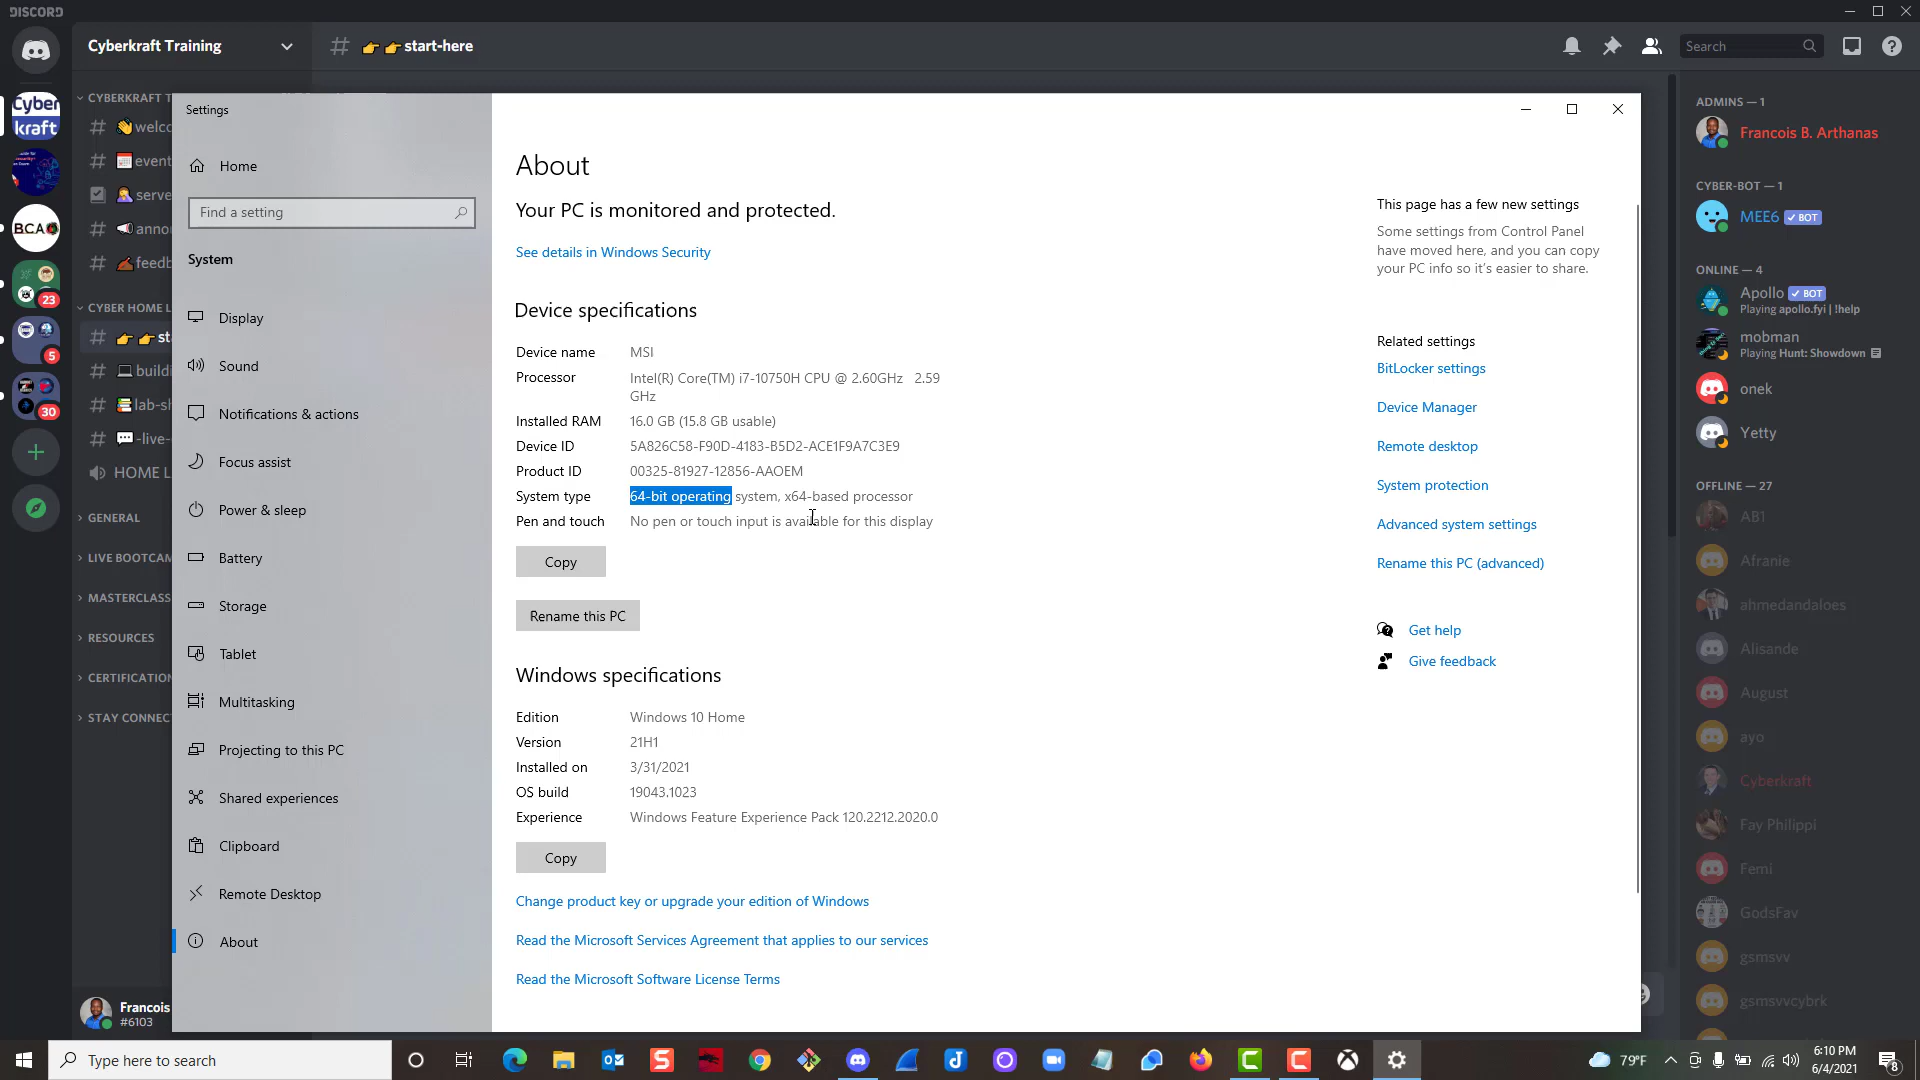 DISCORD
Cyberkraft Training
👉 👉 start-here
Search
CYBERKRAFT T
welco
event
serve
anno
feedb
CYBER HOME L
👉 👉 st
buildi
lab-sh
-live-
HOME L
GENERAL
LIVE BOOTCAM
MASTERCLASS
RESOURCES
CERTIFICATION
STAY CONNEC
Francois
#6103
Cyber
kraft
BCA
23
5
30
Settings
Home
Find a setting
System
Display
Sound
Notifications & actions
Focus assist
Power & sleep
Battery
Storage
Tablet
Multitasking
Projecting to this PC
Shared experiences
Clipboard
Remote Desktop
About
About
Your PC is monitored and protected.
See details in Windows Security
Device specifications
Device name MSI
Processor Intel(R) Core(TM) i7-10750H CPU @ 2.60GHz 2.59
GHz
Installed RAM 16.0 GB (15.8 GB usable)
Device ID 5A826C58-F90D-4183-B5D2-ACE1F9A7C3E9
Product ID 00325-81927-12856-AAOEM
System type 64-bit operating system, x64-based processor
Pen and touch No pen or touch input is available for this display
Copy
Rename this PC
Windows specifications
Edition Windows 10 Home
Version 21H1
Installed on 3/31/2021
OS build 19043.1023
Experience Windows Feature Experience Pack 120.2212.2020.0
Copy
Change product key or upgrade your edition of Windows
Read the Microsoft Services Agreement that applies to our services
Read the Microsoft Software License Terms
This page has a few new settings
Some settings from Control Panel
have moved here, and you can copy
your PC info so it's easier to share.
Related settings
BitLocker settings
Device Manager
Remote desktop
System protection
Advanced system settings
Rename this PC (advanced)
Get help
Give feedback
ADMINS — 1
Francois B. Arthanas
CYBER-BOT — 1
MEE6 ✓ BOT
ONLINE — 4
Apollo ✓ BOT
Playing apollo.fyi | !help
mobman
Playing Hunt: Showdown
onek
Yetty
OFFLINE — 27
AB1
Afranie
ahmedandaloes
Alisande
August
ayo
Cyberkraft
Fay Philippi
Femi
GodsFav
gsmsvv
gsmsvvcybrk
Type here to search
79°F
6:10 PM
6/4/2021
8